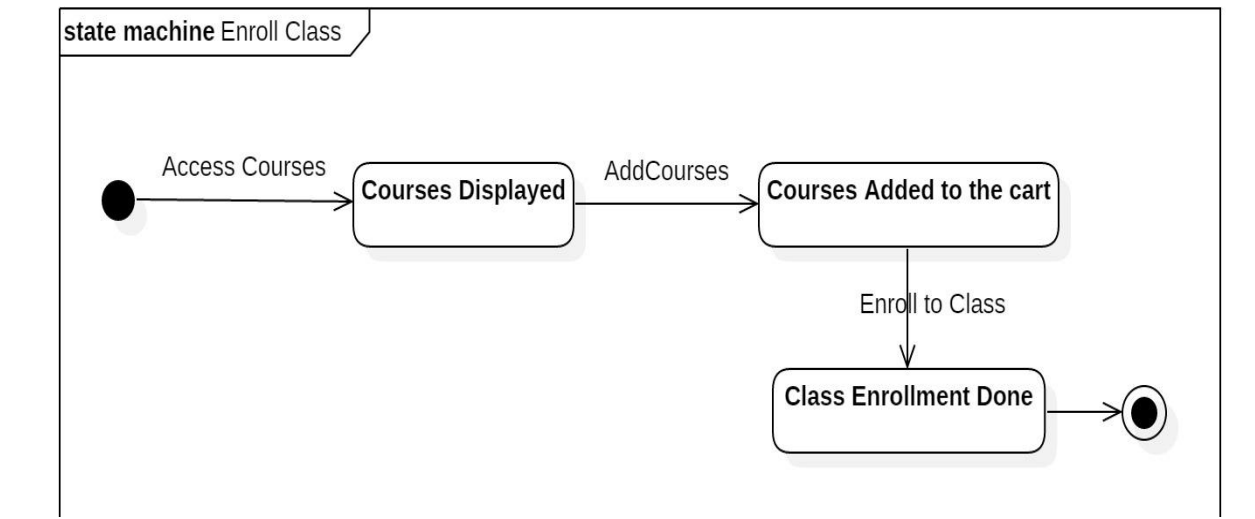 state machine Enroll Class
Access Courses
Courses Displayed
AddCourses
Courses Added to the cart
Enroll to Class
Class Enrollment Done